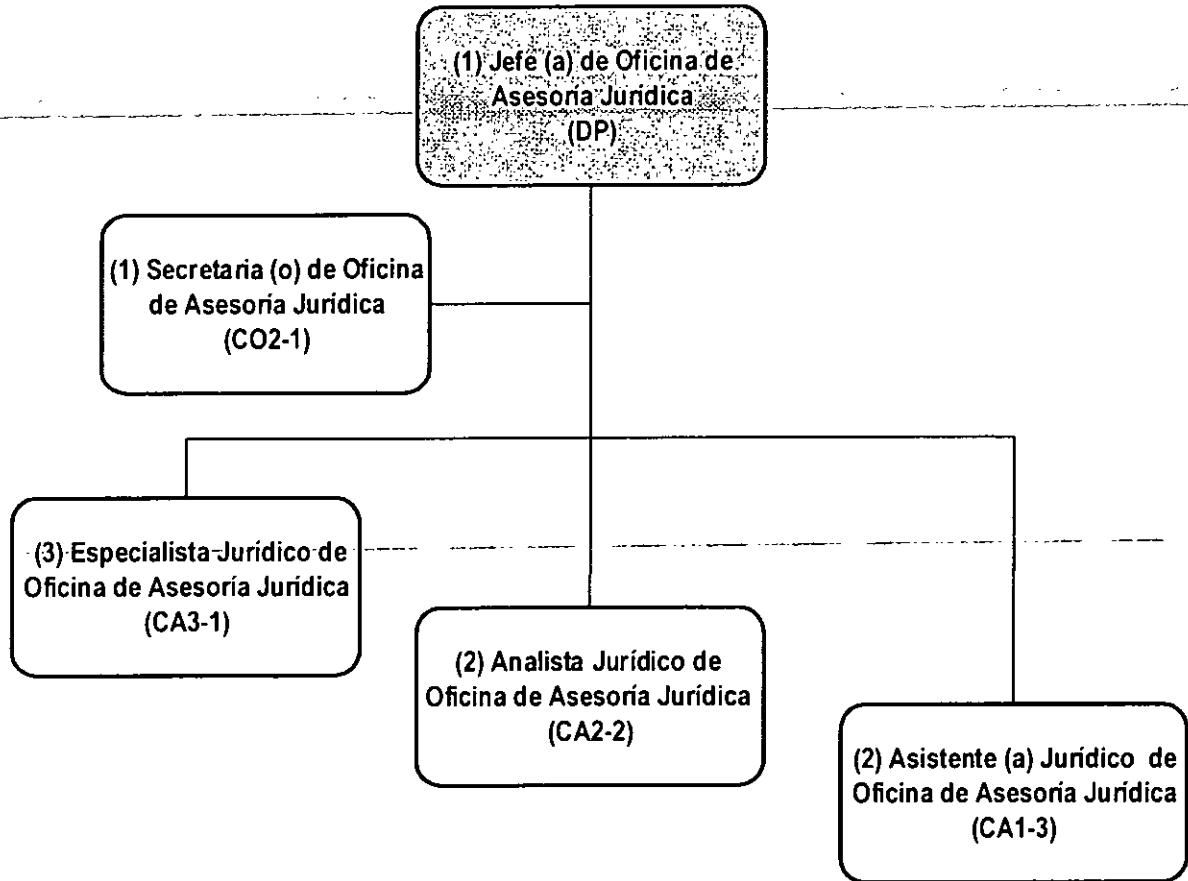 (1) Jefe (a) de Oficina de
Asesoría Jurídica
(DP)
(1) Secretaria (o) de Oficina
de Asesoría Jurídica
(CO2-1)
(3) Especialista Jurídico de
Oficina de Asesoría Jurídica
(CA3-1)
(2) Analista Jurídico de
Oficina de Asesoría Jurídica
(CA2-2)
(2) Asistente (a) Jurídico de
Oficina de Asesoría Jurídica
(CA1-3)